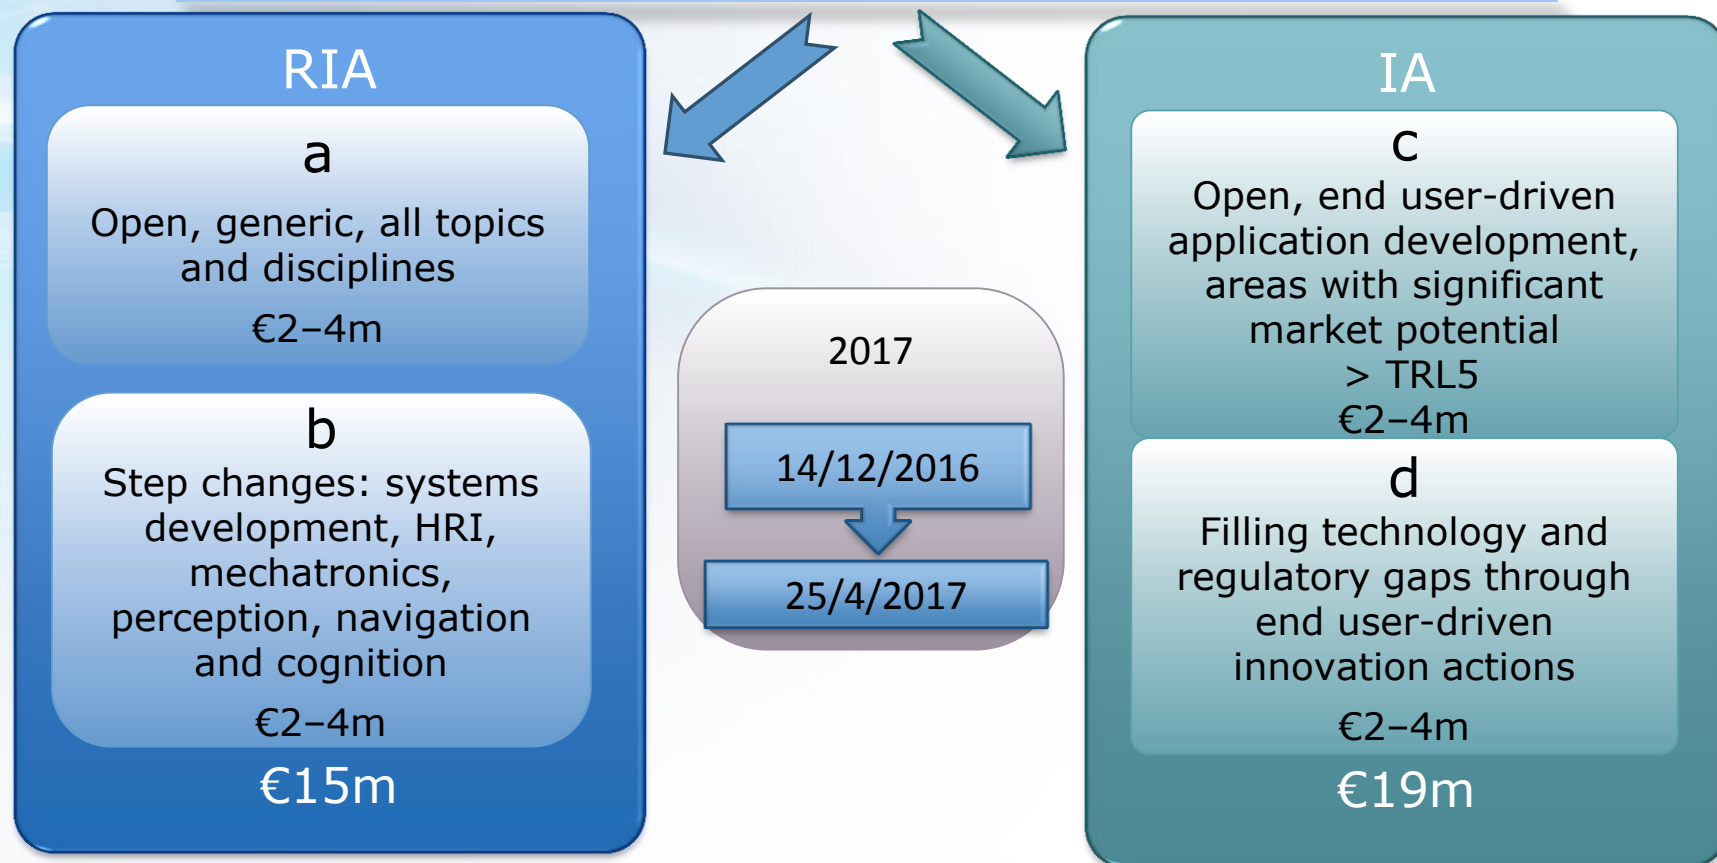 RIA
a
Open, generic, all topics
and disciplines
€2–4m
b
Step changes: systems
development, HRI,
mechatronics,
perception, navigation
and cognition
€2–4m
€15m
2017
14/12/2016
25/4/2017
IA
c
Open, end user-driven
application development,
areas with significant
market potential
> TRL5
€2–4m
d
Filling technology and
regulatory gaps through
end user-driven
innovation actions
€2–4m
€19m